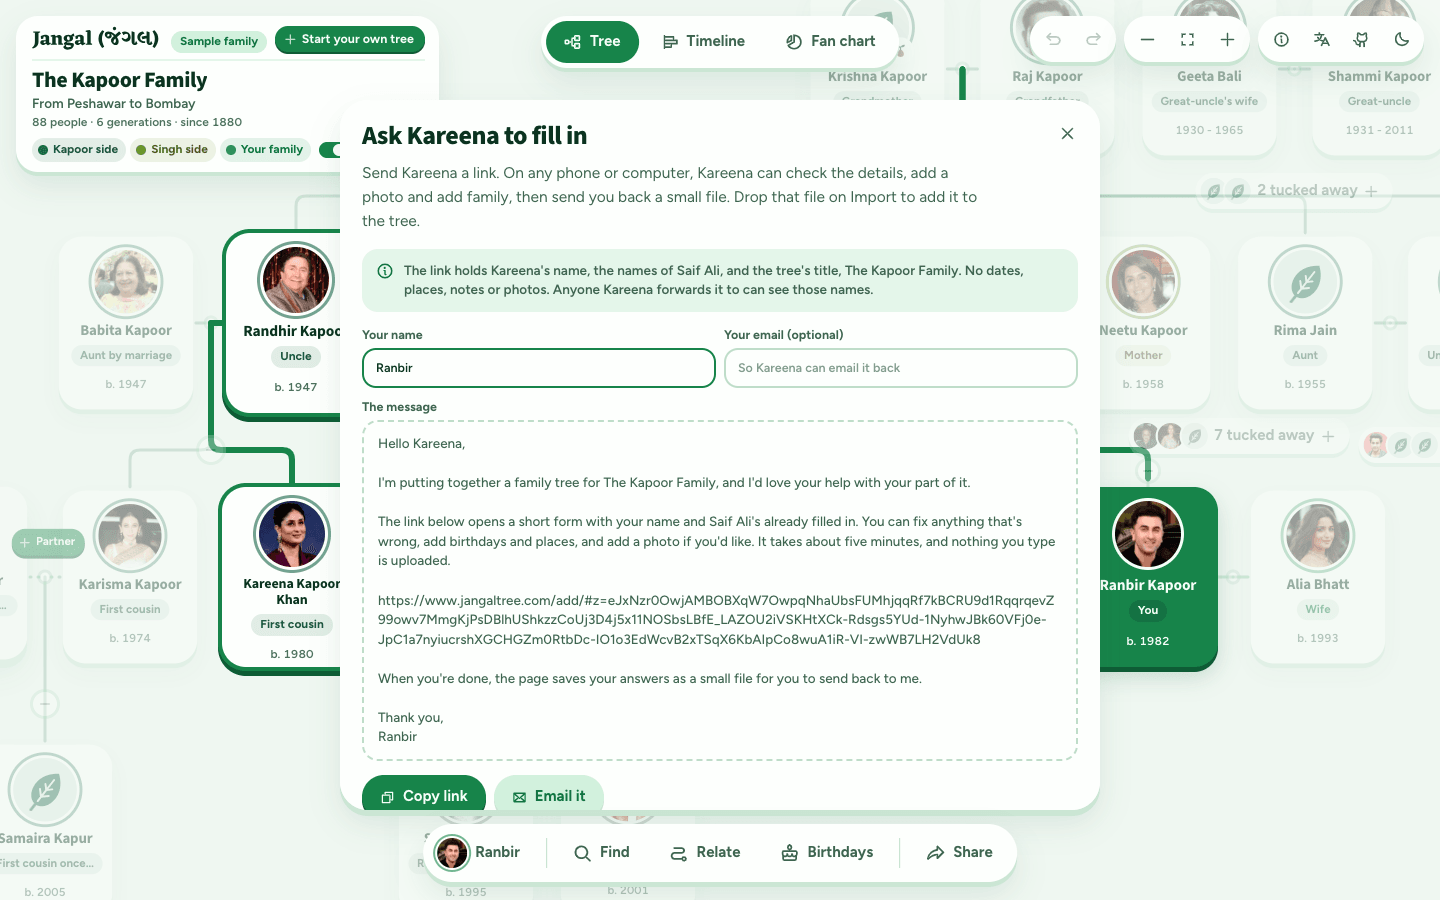 Jangal (જંગલ)
Sample family
Start your own tree
The Kapoor Family
From Peshawar to Bombay
88 people · 6 generations · since 1880
Kapoor side
Singh side
Your family
Tree
Timeline
Fan chart
Krishna Kapoor
Grandmother
Raj Kapoor
Grandfather
Geeta Bali
Great-uncle's wife
1930 - 1965
Shammi Kapoor
Great-uncle
1931 - 2011
2 tucked away
Ask Kareena to fill in
Send Kareena a link. On any phone or computer, Kareena can check the details, add a
photo and add family, then send you back a small file. Drop that file on Import to add it to
the tree.
The link holds Kareena's name, the names of Saif Ali, and the tree's title, The Kapoor Family. No dates,
places, notes or photos. Anyone Kareena forwards it to can see those names.
Your name
Your email (optional)
Ranbir
So Kareena can email it back
The message
Hello Kareena,
I'm putting together a family tree for The Kapoor Family, and I'd love your help with your part of it.
The link below opens a short form with your name and Saif Ali's already filled in. You can fix anything that's
wrong, add birthdays and places, and add a photo if you'd like. It takes about five minutes, and nothing you type
is uploaded.
https://www.jangaltree.com/add/#z=eJxNzr0OwjAMBOBXqW7OwpqNhaUbsFUMhjqqRf7kBCRU9d1RqqrqevZ
99owv7MmgKjPsDBlhUShkzzCoUj3D4j5x11NOSbsLBfE_LAZOU2iVSKHtXCk-Rdsgs5YUd-1NyhwJBk60VFj0e-
JpC1a7nyiucrshXGCHGZm0RtbDc-lO1o3EdWcvB2xTSqX6KbAlpCo8wuA1iR-VI-zwWB7LH2VdUk8
When you're done, the page saves your answers as a small file for you to send back to me.
Thank you,
Ranbir
Copy link
Email it
Babita Kapoor
Aunt by marriage
b. 1947
Randhir Kapoo
Uncle
b. 1947
Neetu Kapoor
Mother
b. 1958
Rima Jain
Aunt
b. 1955
Un
7 tucked away
Partner
Karisma Kapoor
First cousin
b. 1974
Kareena Kapoor
Khan
First cousin
b. 1980
Ranbir Kapoor
You
b. 1982
Alia Bhatt
Wife
b. 1993
Samaira Kapur
First cousin once...
b. 2005
b. 1995
b. 2001
Ranbir
Find
Relate
Birthdays
Share